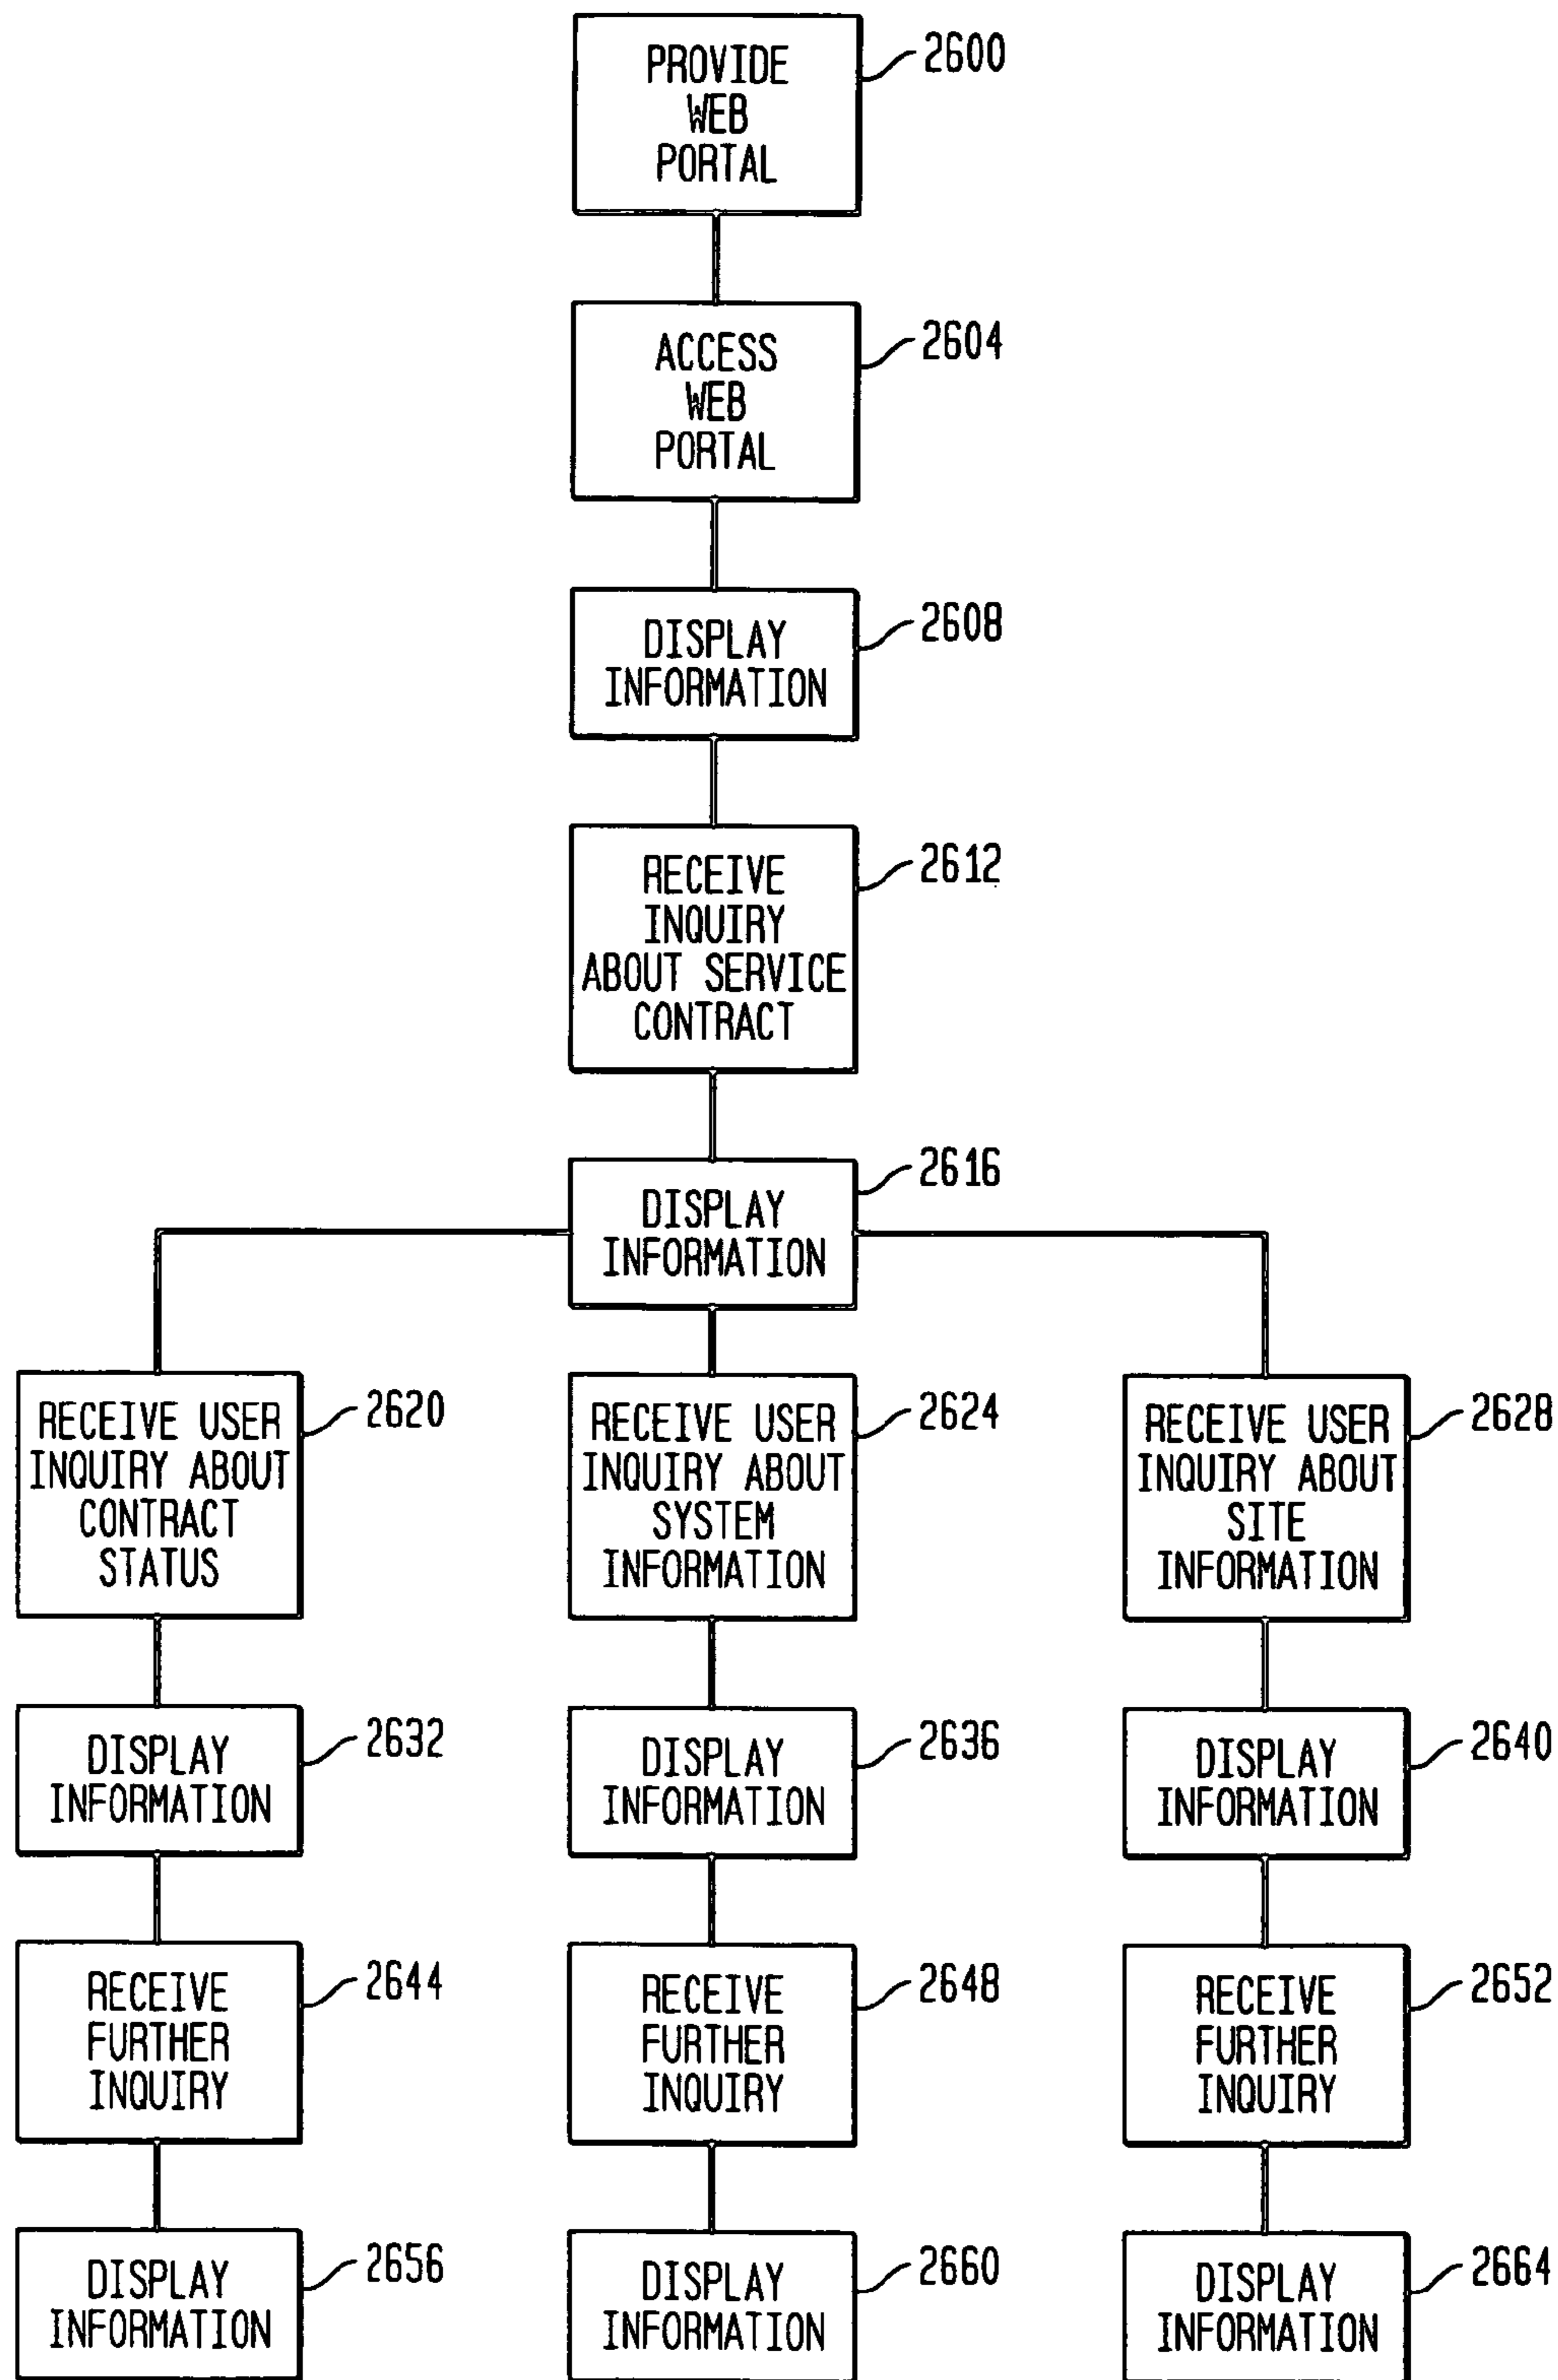 PROVIDE
WEB
PORTAL
2600
ACCESS
WEB
PORTAL
2604
DISPLAY
INFORMATION
2608
RECEIVE
INQUIRY
ABOUT SERVICE
CONTRACT
2612
DISPLAY
INFORMATION
2616
RECEIVE USER
INQUIRY ABOUT
CONTRACT
STATUS
2620
RECEIVE USER
INQUIRY ABOUT
SYSTEM
INFORMATION
2624
RECEIVE USER
INQUIRY ABOUT
SITE
INFORMATION
2628
DISPLAY
INFORMATION
2632
DISPLAY
INFORMATION
2636
DISPLAY
INFORMATION
2640
RECEIVE
FURTHER
INQUIRY
2644
RECEIVE
FURTHER
INQUIRY
2648
RECEIVE
FURTHER
INQUIRY
2652
DISPLAY
INFORMATION
2656
DISPLAY
INFORMATION
2660
DISPLAY
INFORMATION
2664